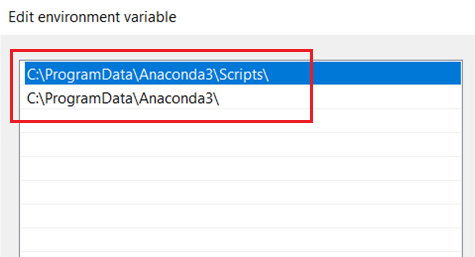 Edit environment variable
C:\ProgramData\Anaconda3\Scripts\
C:\ProgramData\Anaconda3\